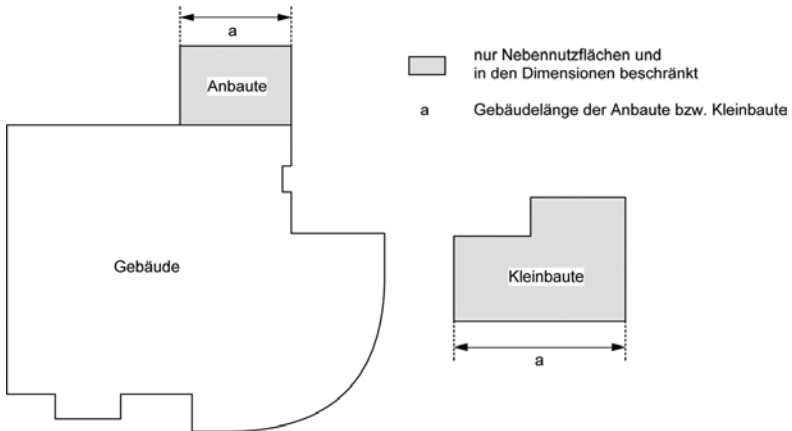 a
Anbaute
nur Nebennutzflächen und
in den Dimensionen beschränkt
a Gebäudelänge der Anbaute bzw. Kleinbaute
Gebäude
Kleinbaute
a